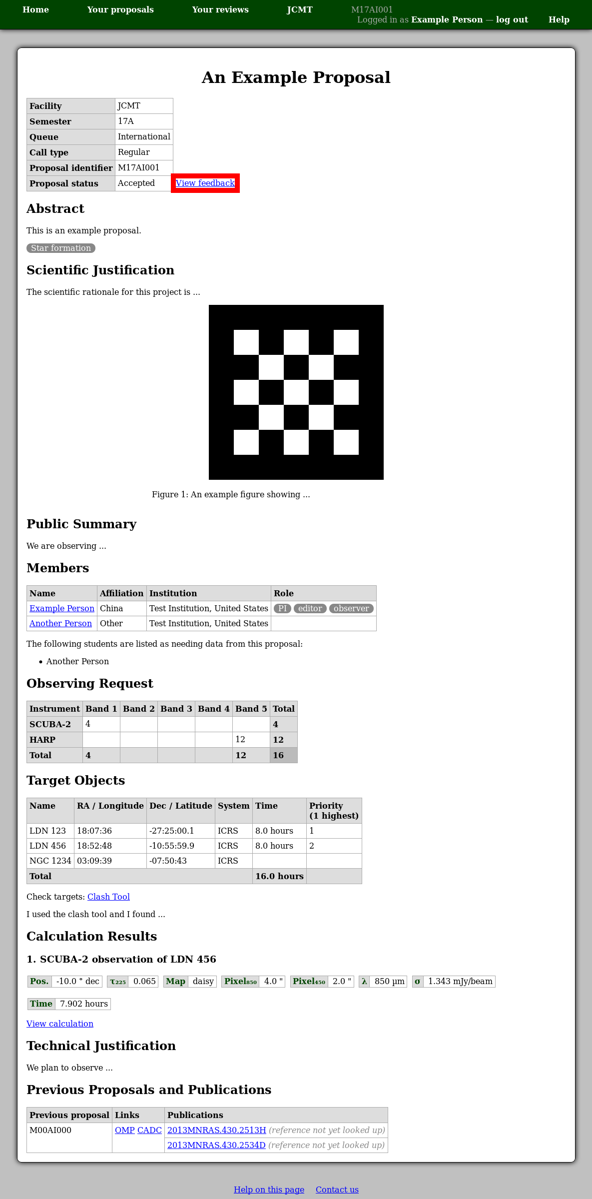 Home Your proposals Your reviews JCMT M17AI001
Logged in as Example Person — log out Help
An Example Proposal
Facility JCMT
Semester 17A
Queue International
Call type Regular
Proposal identifier M17AI001
Proposal status Accepted View feedback
Abstract
This is an example proposal.
Star formation
Scientific Justification
The scientific rationale for this project is ...
Figure 1: An example figure showing ...
Public Summary
We are observing ...
Members
Name Affiliation Institution Role
Example Person China Test Institution, United States PI editor observer
Another Person Other Test Institution, United States
The following students are listed as needing data from this proposal:
• Another Person
Observing Request
Instrument Band 1 Band 2 Band 3 Band 4 Band 5 Total
SCUBA-2 4 4
HARP 12 12
Total 4 12 16
Target Objects
Name RA / Longitude Dec / Latitude System Time Priority
(1 highest)
LDN 123 18:07:36 -27:25:00.1 ICRS 8.0 hours 1
LDN 456 18:52:48 -10:55:59.9 ICRS 8.0 hours 2
NGC 1234 03:09:39 -07:50:43 ICRS
Total 16.0 hours
Check targets: Clash Tool
I used the clash tool and I found ...
Calculation Results
1. SCUBA-2 observation of LDN 456
Pos. -10.0 ° dec τ₂₂₅ 0.065 Map daisy Pixel₈₅₀ 4.0 " Pixel₄₅₀ 2.0 " λ 850 µm σ 1.343 mJy/beam
Time 7.902 hours
View calculation
Technical Justification
We plan to observe ...
Previous Proposals and Publications
Previous proposal Links Publications
M00AI000 OMP CADC 2013MNRAS.430.2513H (reference not yet looked up)
2013MNRAS.430.2534D (reference not yet looked up)
Help on this page Contact us